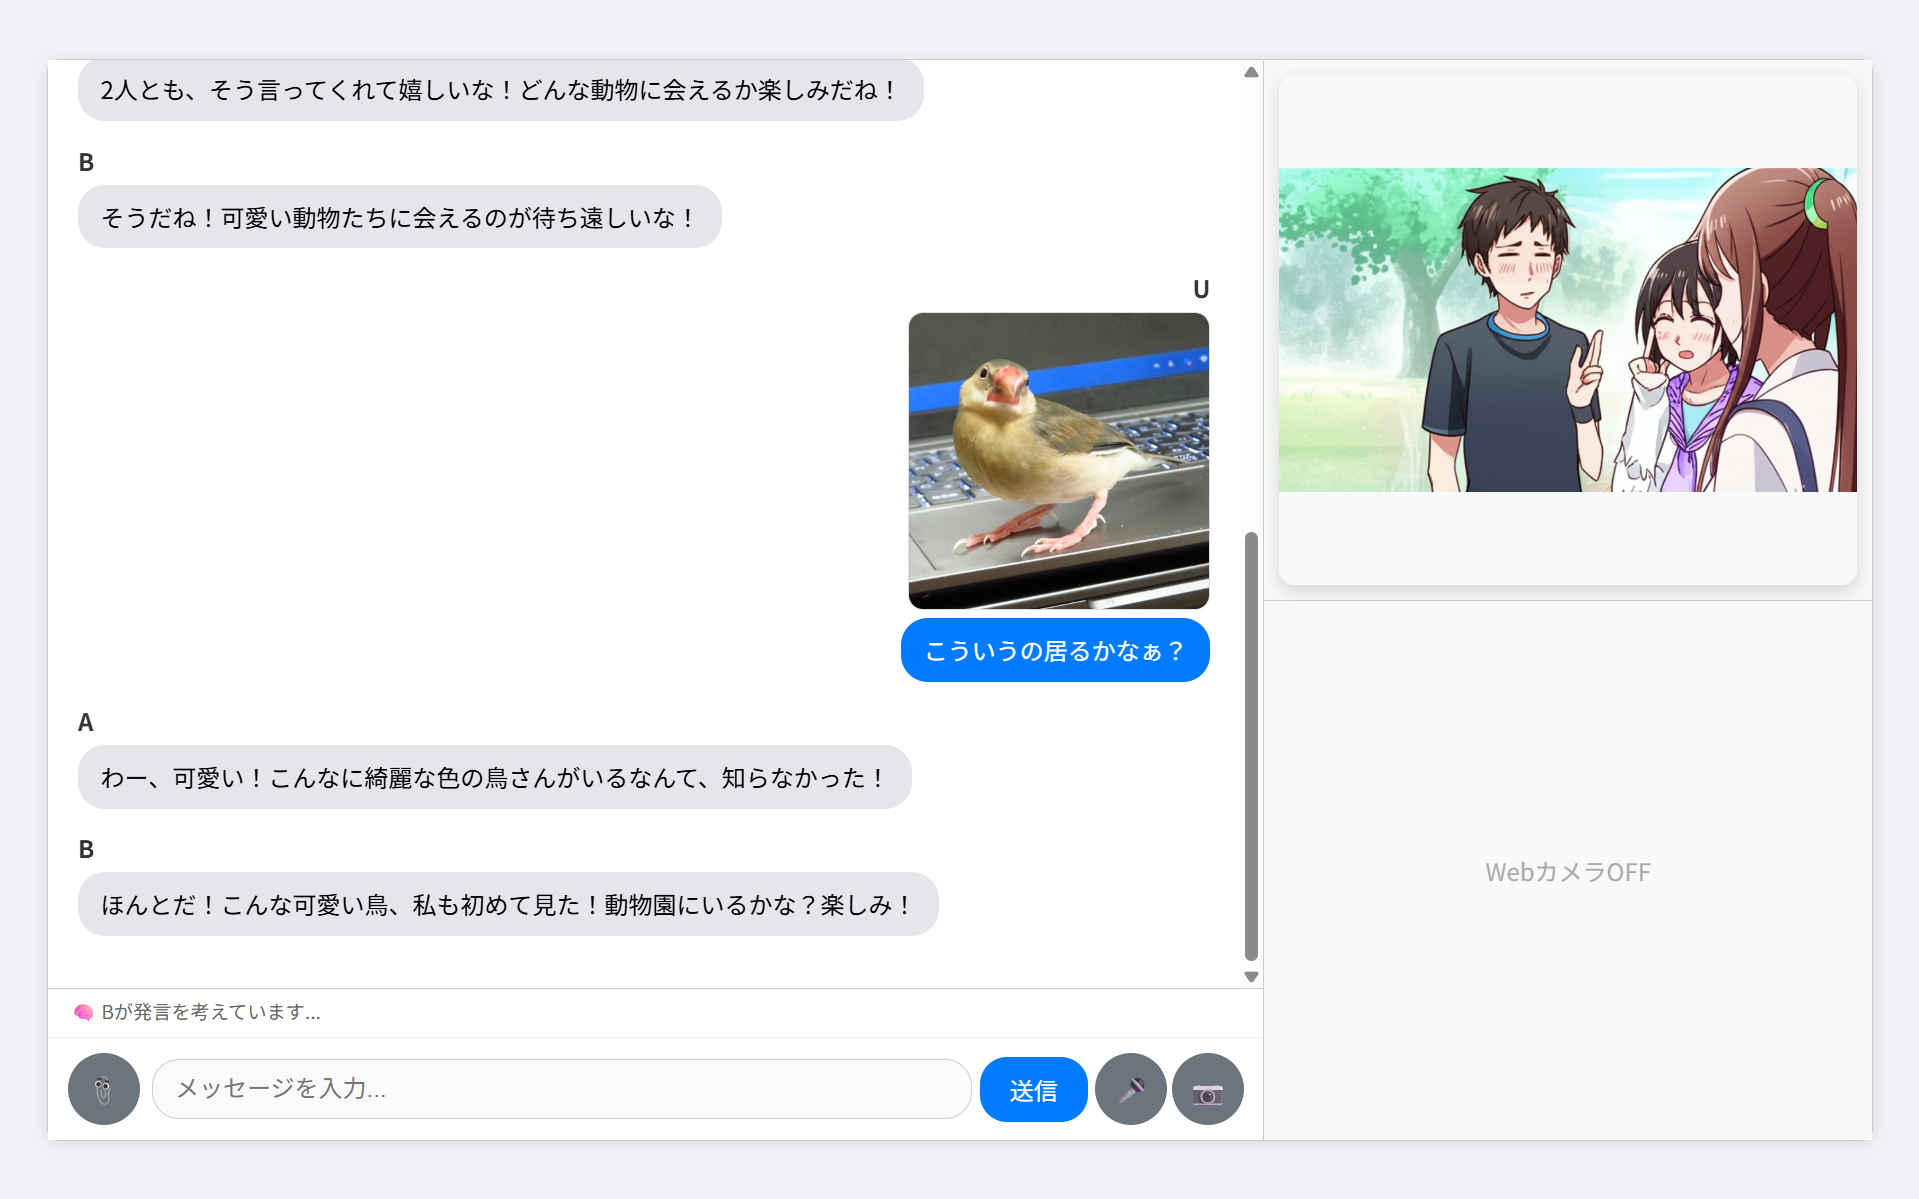 2人とも、そう言ってくれて嬉しいな！どんな動物に会えるか楽しみだね！
B
そうだね！可愛い動物たちに会えるのが待ち遠しいな！
U
こういうの居るかなぁ？
A
わー、可愛い！こんなに綺麗な色の鳥さんがいるなんて、知らなかった！
B
ほんとだ！こんな可愛い鳥、私も初めて見た！動物園にいるかな？楽しみ！
Bが発言を考えています...
メッセージを入力...
送信
WebカメラOFF